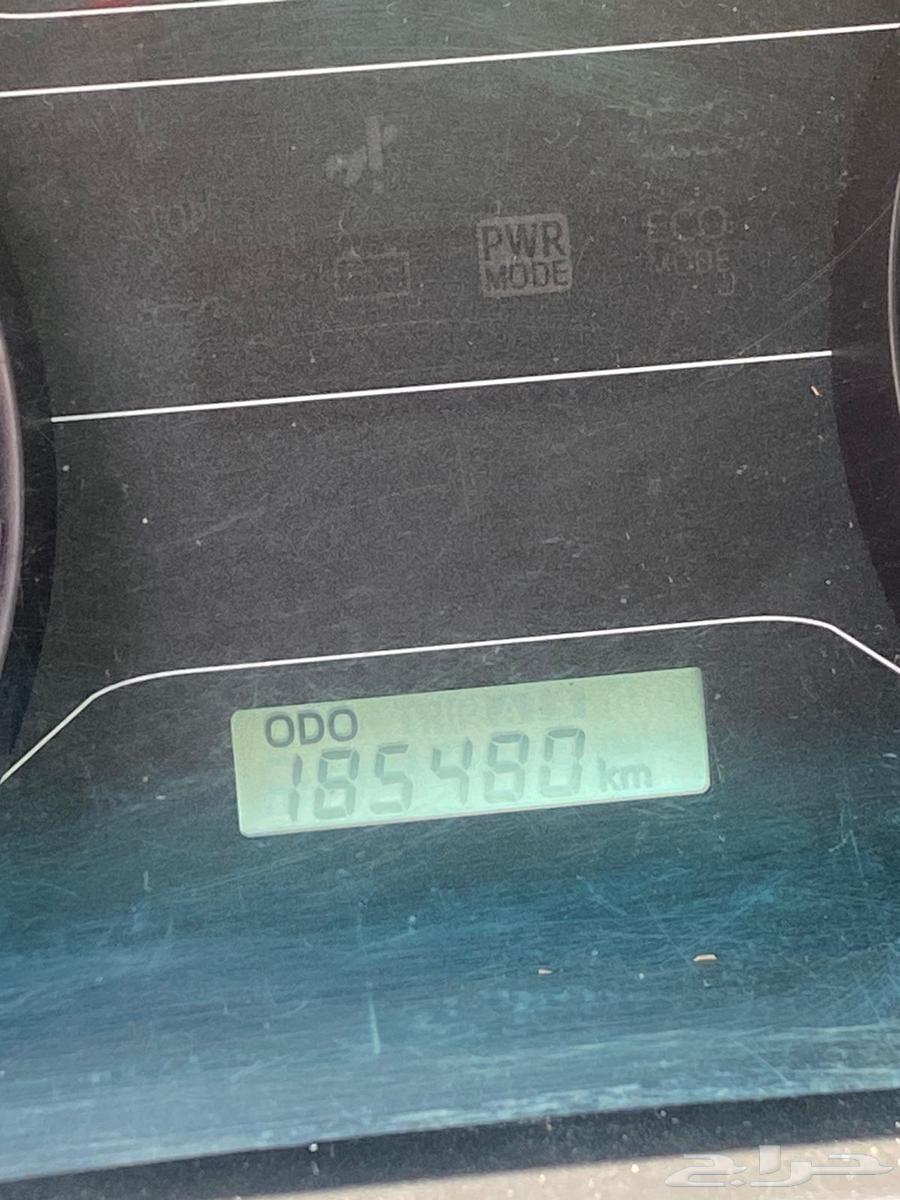 PWR
MODE
ECO
MODE
ODO
185480 km
حراج